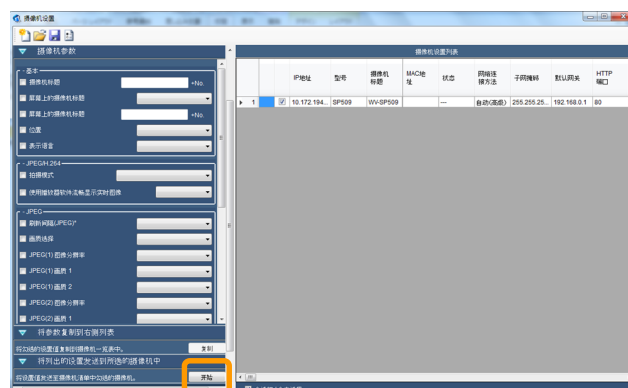 摄像机设置
摄像机参数
基本
摄像机标题 +No.
屏幕上的摄像机标题
屏幕上的摄像机标题 +No.
位置
表示语言
JPEG/H.264
拍摄模式
使用播放器软件流畅显示实时图像
JPEG
刷新间隔(JPEG)*
画质选择
JPEG(1)图像分辨率
JPEG(1)画质 1
JPEG(1)画质 2
JPEG(2)图像分辨率
JPEG(2)画质 1
将参数复制到右侧列表
将勾选的设置值复制到摄像机一览表中。 复制
将列出的设置发送到所选的摄像机中
将设置值发送至摄像机清单中勾选的摄像机。 开始
摄像机设置列表
IP地址 型号 摄像机标题 MAC地址 状态 网络连接方法 子网掩码 默认网关 HTTP端口
1 10.172.194... SP509 WV-SP509 --- 自动(高级) 255.255.25... 192.168.0.1 80